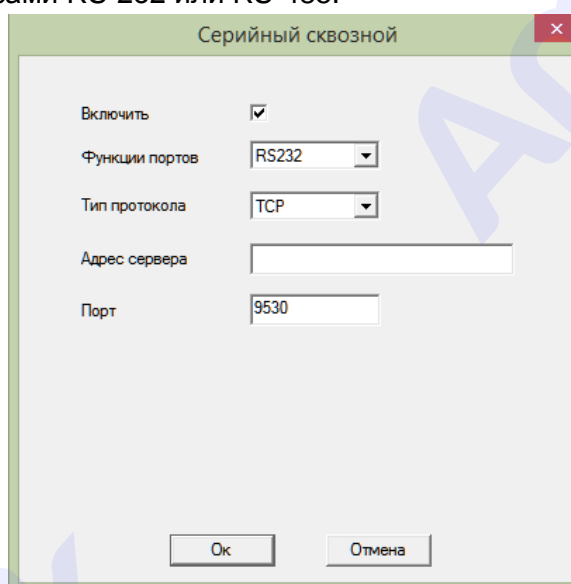 RS-232 или RS-485.
Серийный сквозной
Включить
Функции портов RS232
Тип протокола TCP
Адрес сервера
Порт 9530
Ок Отмена